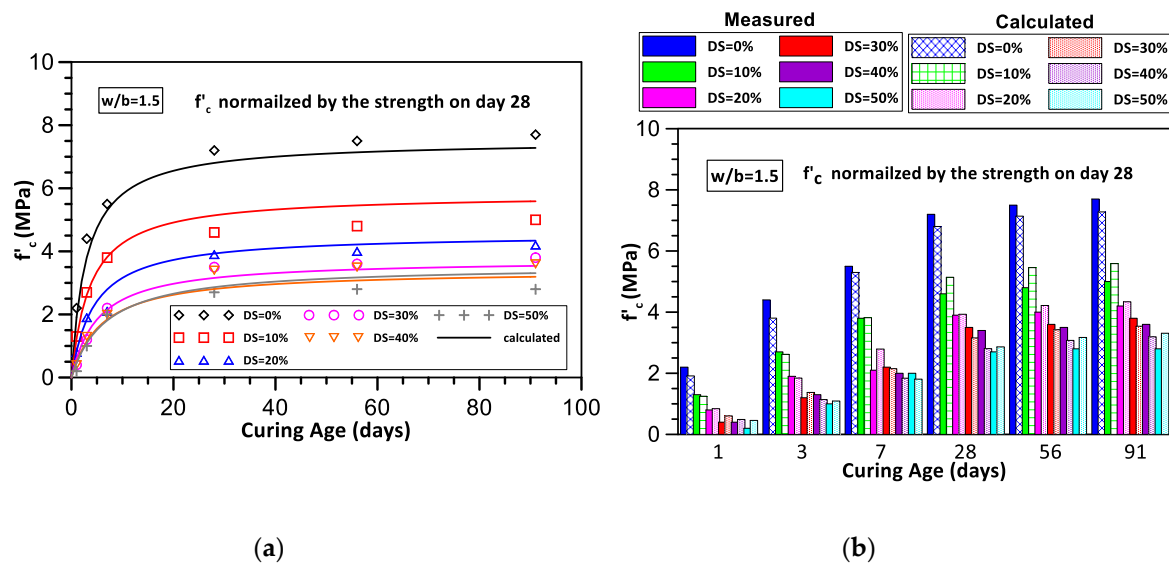 Measured
Calculated
DS=0%
DS=30%
DS=10%
DS=40%
DS=20%
DS=50%
DS=0%
DS=30%
DS=10%
DS=40%
DS=20%
DS=50%
10
8
6
4
2
0
f'c (MPa)
w/b=1.5
f'c normailzed by the strength on day 28
DS=0%
DS=30%
DS=50%
DS=10%
DS=40%
calculated
DS=20%
0
20
40
60
80
100
Curing Age (days)
(a)
10
8
6
4
2
0
f'c (MPa)
w/b=1.5
f'c normailzed by the strength on day 28
1
3
7
28
56
91
Curing Age (days)
(b)